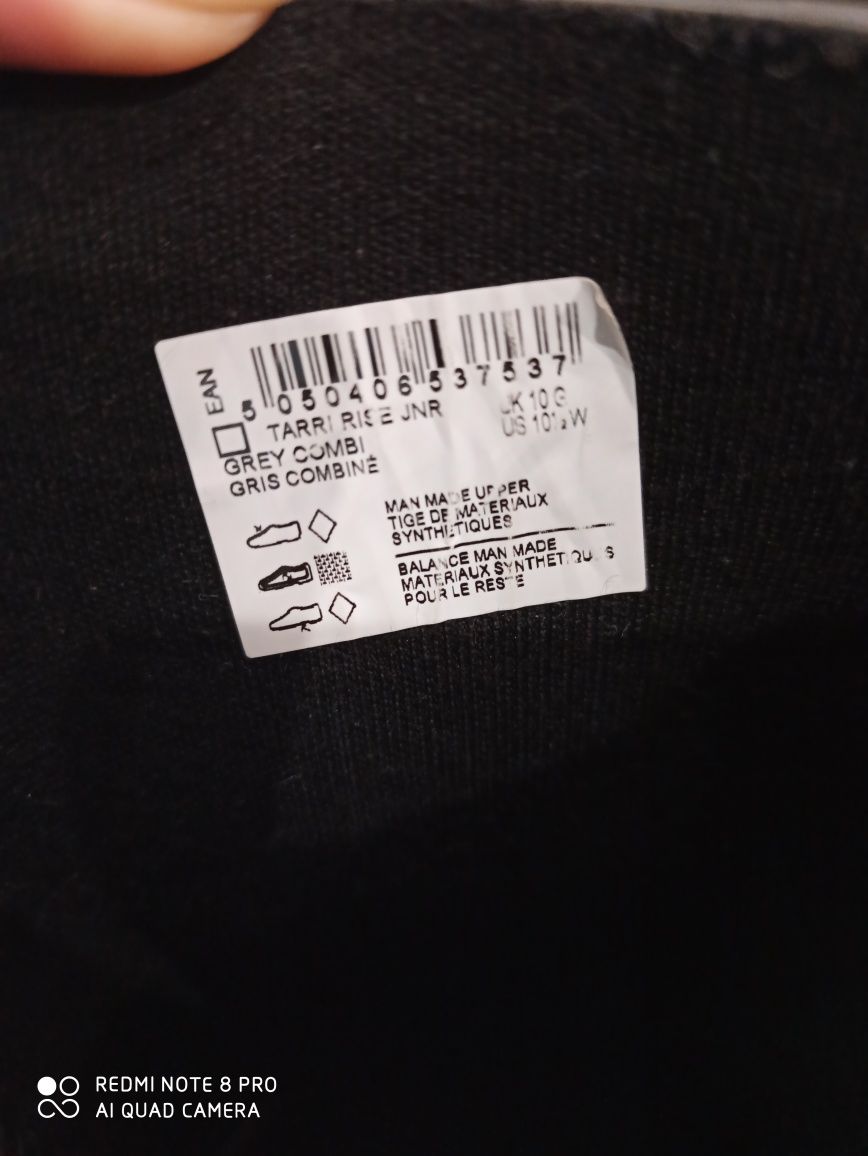 EAN
5 050406 537537
TARRI RISE JNR
UK 10 G
GREY COMBI
US 10½ W
GRIS COMBINÉ
MAN MADE UPPER
TIGE DE MATERIAUX
SYNTHETIQUES
BALANCE MAN MADE
MATERIAUX SYNTHETIQUES
POUR LE RESTE
REDMI NOTE 8 PRO
AI QUAD CAMERA